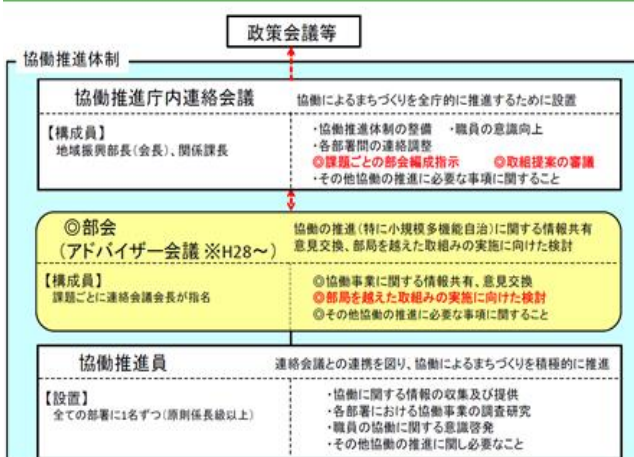 政策会議等
協働推進体制
協働推進庁内連絡会議
協働によるまちづくりを全庁的に推進するために設置
【構成員】
地域振興部長(会長)、関係課長
・協働推進体制の整備 ・職員の意識向上
・各部署間の連絡調整
◎課題ごとの部会編成指示 ◎取組提案の審議
・その他協働の推進に必要な事項に関すること
◎部会
(アドバイザー会議 ※H28～)
協働の推進(特に小規模多機能自治)に関する情報共有
意見交換、部局を越えた取組みの実施に向けた検討
【構成員】
課題ごとに連絡会議会長が指名
◎協働事業に関する情報共有、意見交換
◎部局を越えた取組みの実施に向けた検討
◎その他協働の推進に必要な事項に関すること
協働推進員
連絡会議との連携を図り、協働によるまちづくりを積極的に推進
【設置】
全ての部署に1名ずつ(原則係長級以上)
・協働に関する情報の収集及び提供
・各部署における協働事業の調査研究
・職員の協働に関する意識啓発
・その他協働の推進に関し必要なこと